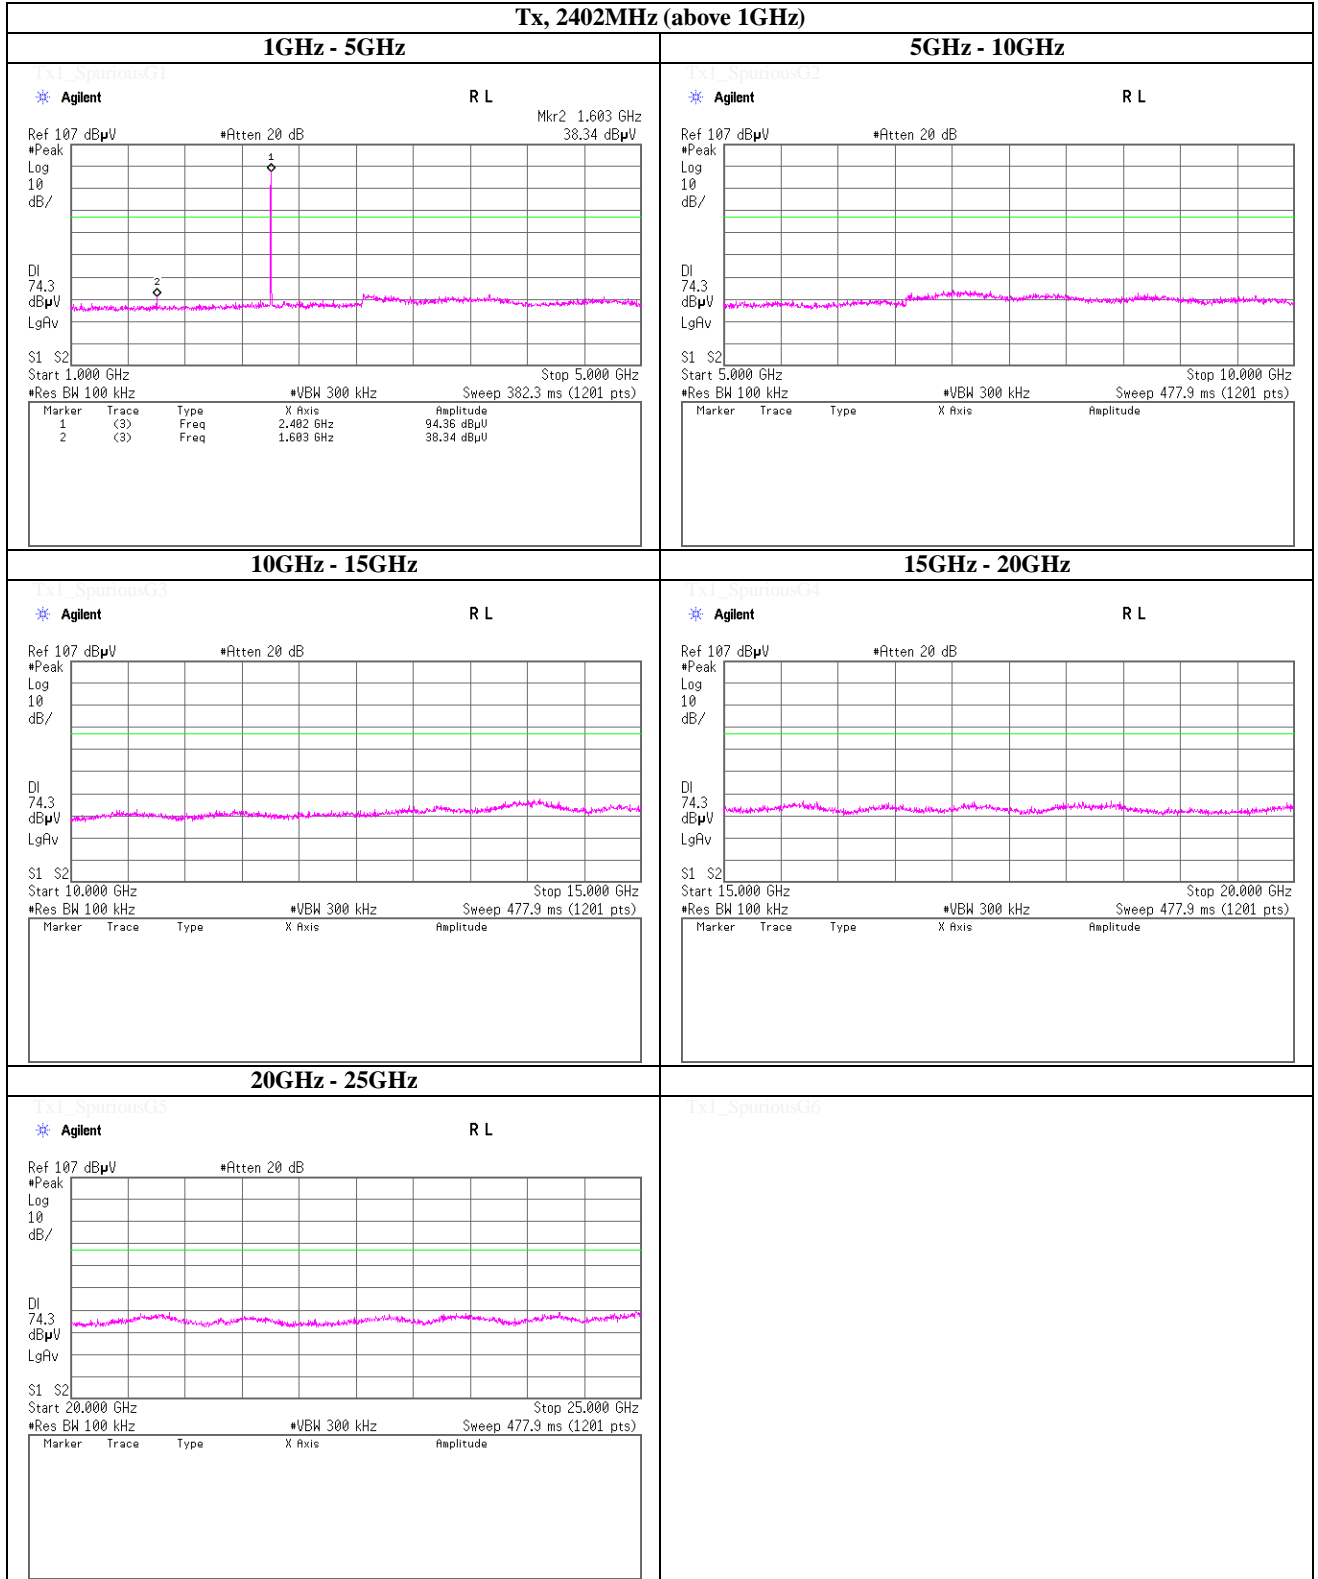 Tx, 2402MHz (above 1GHz)
1GHz - 5GHz
Tx1_SpuriousG1
Agilent R L
Mkr2 1.603 GHz
Ref 107 dBµV #Atten 20 dB 38.34 dBµV
#Peak
Log
10
dB/
1
2
DI
74.3
dBµV
LgAv
S1 S2
Start 1.000 GHz Stop 5.000 GHz
#Res BW 100 kHz #VBW 300 kHz Sweep 382.3 ms (1201 pts)
Marker Trace Type X Axis Amplitude
1 (3) Freq 2.402 GHz 94.36 dBµV
2 (3) Freq 1.603 GHz 38.34 dBµV
5GHz - 10GHz
Tx1_SpuriousG2
Agilent R L
Ref 107 dBµV #Atten 20 dB
#Peak
Log
10
dB/
DI
74.3
dBµV
LgAv
S1 S2
Start 5.000 GHz Stop 10.000 GHz
#Res BW 100 kHz #VBW 300 kHz Sweep 477.9 ms (1201 pts)
Marker Trace Type X Axis Amplitude
10GHz - 15GHz
Tx1_SpuriousG3
Agilent R L
Ref 107 dBµV #Atten 20 dB
#Peak
Log
10
dB/
DI
74.3
dBµV
LgAv
S1 S2
Start 10.000 GHz Stop 15.000 GHz
#Res BW 100 kHz #VBW 300 kHz Sweep 477.9 ms (1201 pts)
Marker Trace Type X Axis Amplitude
15GHz - 20GHz
Tx1_SpuriousG4
Agilent R L
Ref 107 dBµV #Atten 20 dB
#Peak
Log
10
dB/
DI
74.3
dBµV
LgAv
S1 S2
Start 15.000 GHz Stop 20.000 GHz
#Res BW 100 kHz #VBW 300 kHz Sweep 477.9 ms (1201 pts)
Marker Trace Type X Axis Amplitude
20GHz - 25GHz
Tx1_SpuriousG5
Agilent R L
Ref 107 dBµV #Atten 20 dB
#Peak
Log
10
dB/
DI
74.3
dBµV
LgAv
S1 S2
Start 20.000 GHz Stop 25.000 GHz
#Res BW 100 kHz #VBW 300 kHz Sweep 477.9 ms (1201 pts)
Marker Trace Type X Axis Amplitude
Tx1_SpuriousG6